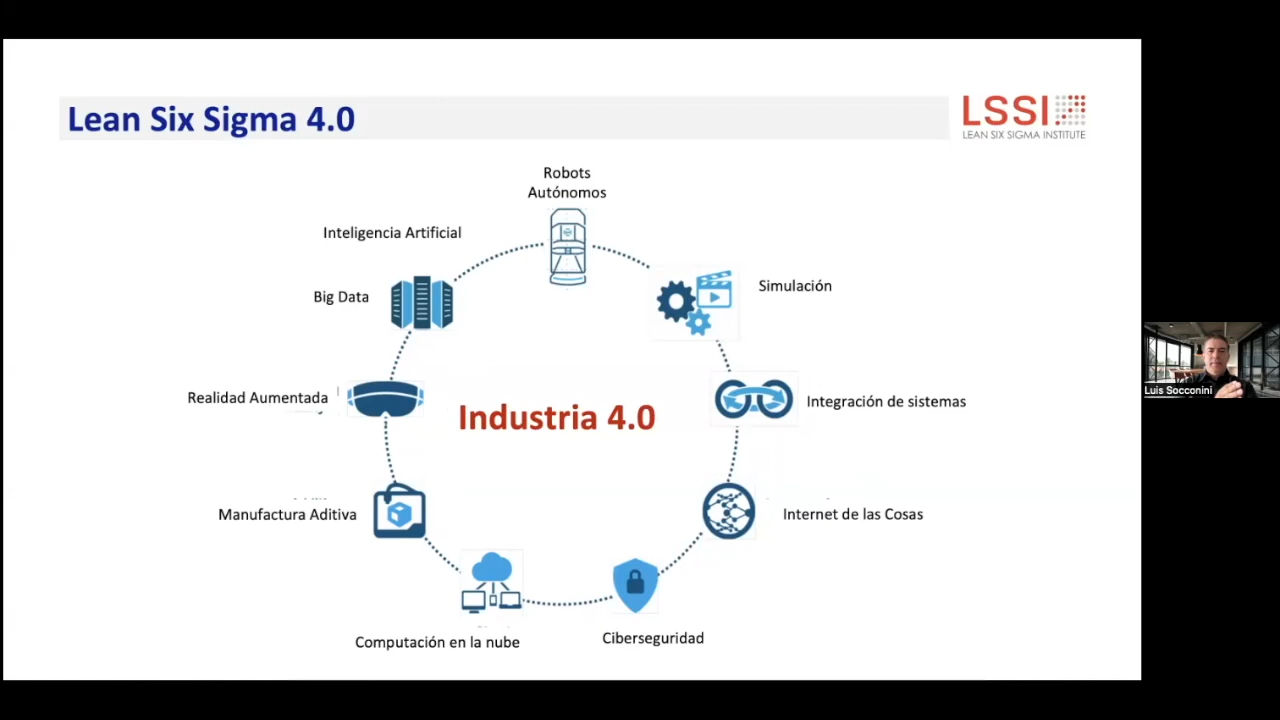 Lean Six Sigma 4.0
LSSI
LEAN SIX SIGMA INSTITUTE
Robots
Autónomos
Inteligencia Artificial
Simulación
Big Data
Realidad Aumentada
Integración de sistemas
Industria 4.0
Manufactura Aditiva
Internet de las Cosas
Computación en la nube
Ciberseguridad
Luis Socconini